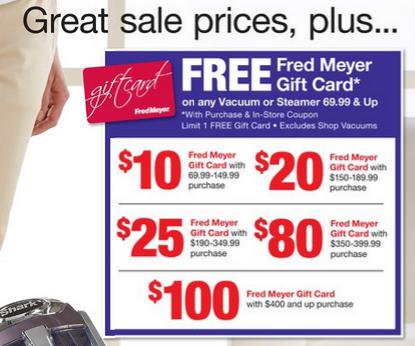 Great sale prices, plus...
giftcard
FredMeyer
FREE Fred Meyer Gift Card*
on any Vacuum or Steamer 69.99 & Up
*With Purchase & In-Store Coupon
Limit 1 FREE Gift Card • Excludes Shop Vacuums
$10 Fred Meyer Gift Card with 69.99-149.99 purchase
$20 Fred Meyer Gift Card with $150-189.99 purchase
$25 Fred Meyer Gift Card with $190-349.99 purchase
$80 Fred Meyer Gift Card with $350-399.99 purchase
$100 Fred Meyer Gift Card with $400 and up purchase
Shark